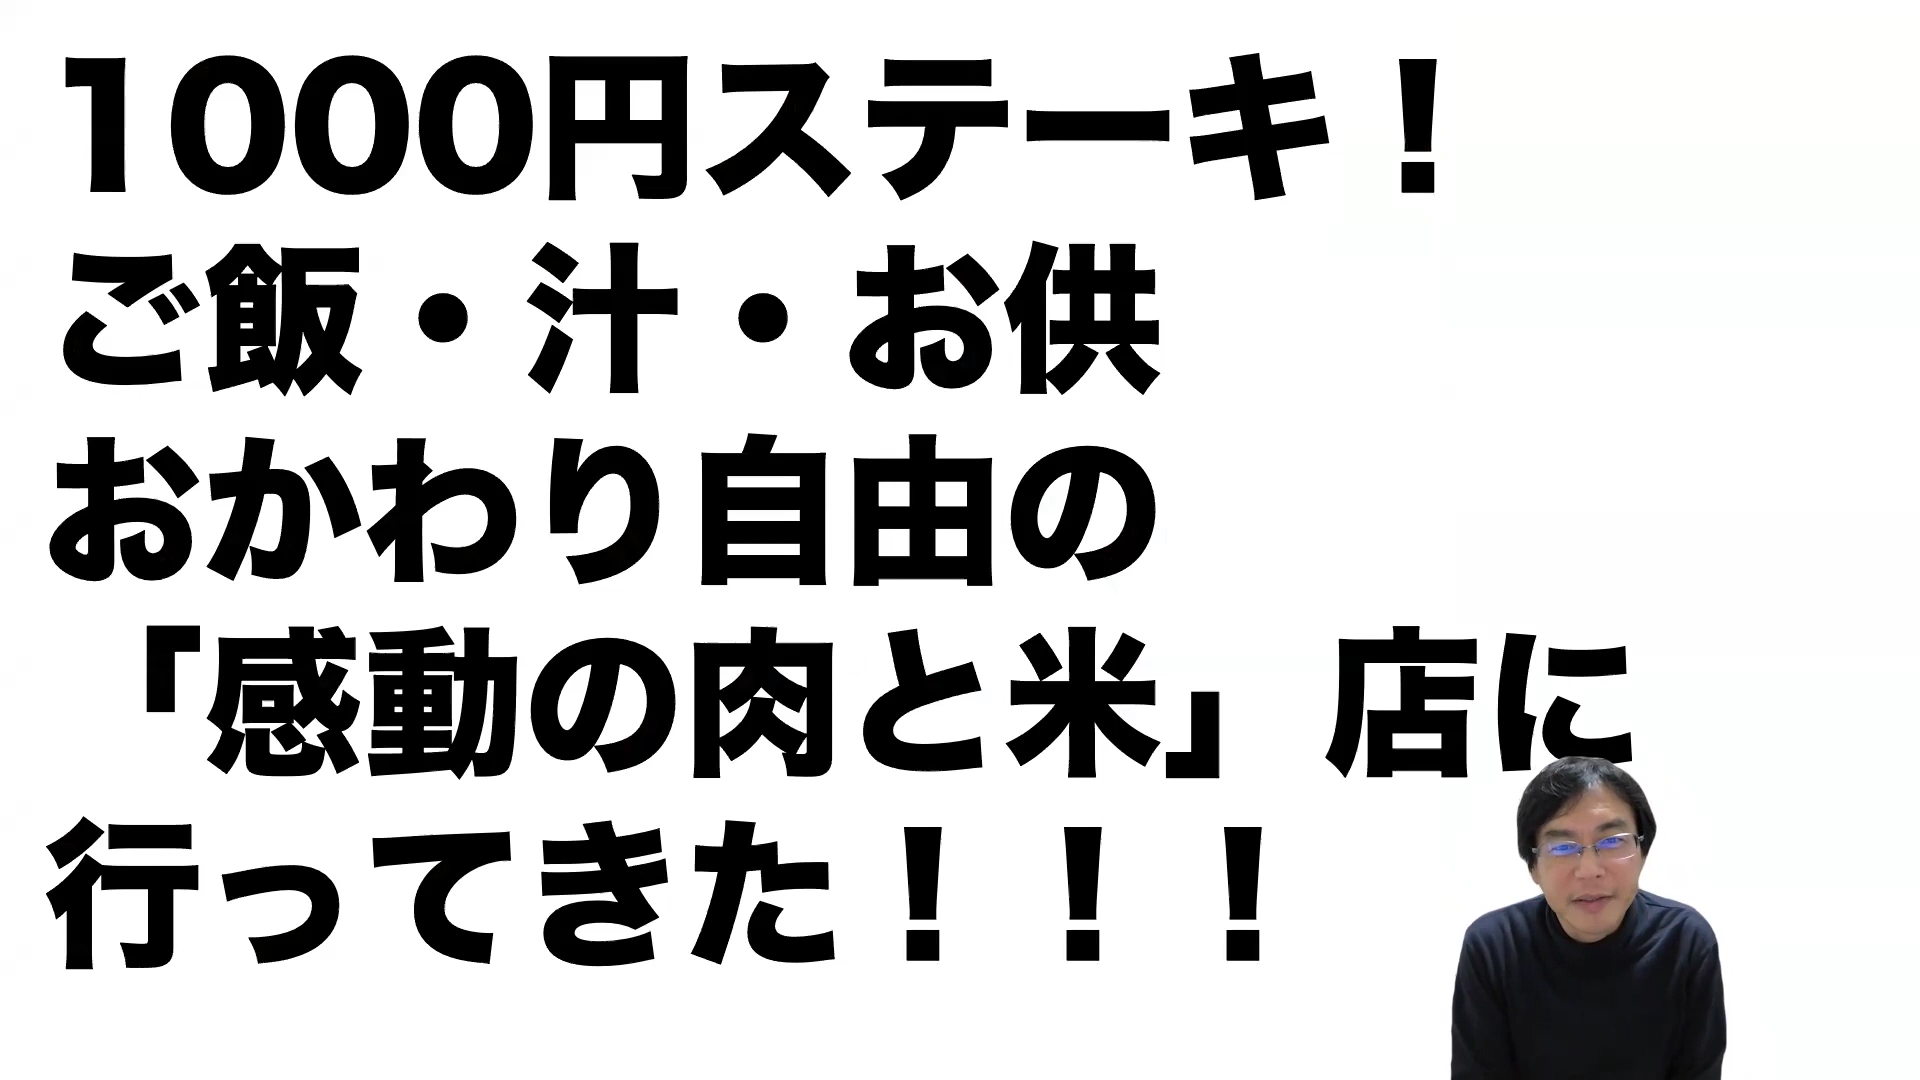 1000円ステーキ！
ご飯・汁・お供
おかわり自由の
「感動の肉と米」店に
行ってきた！！！